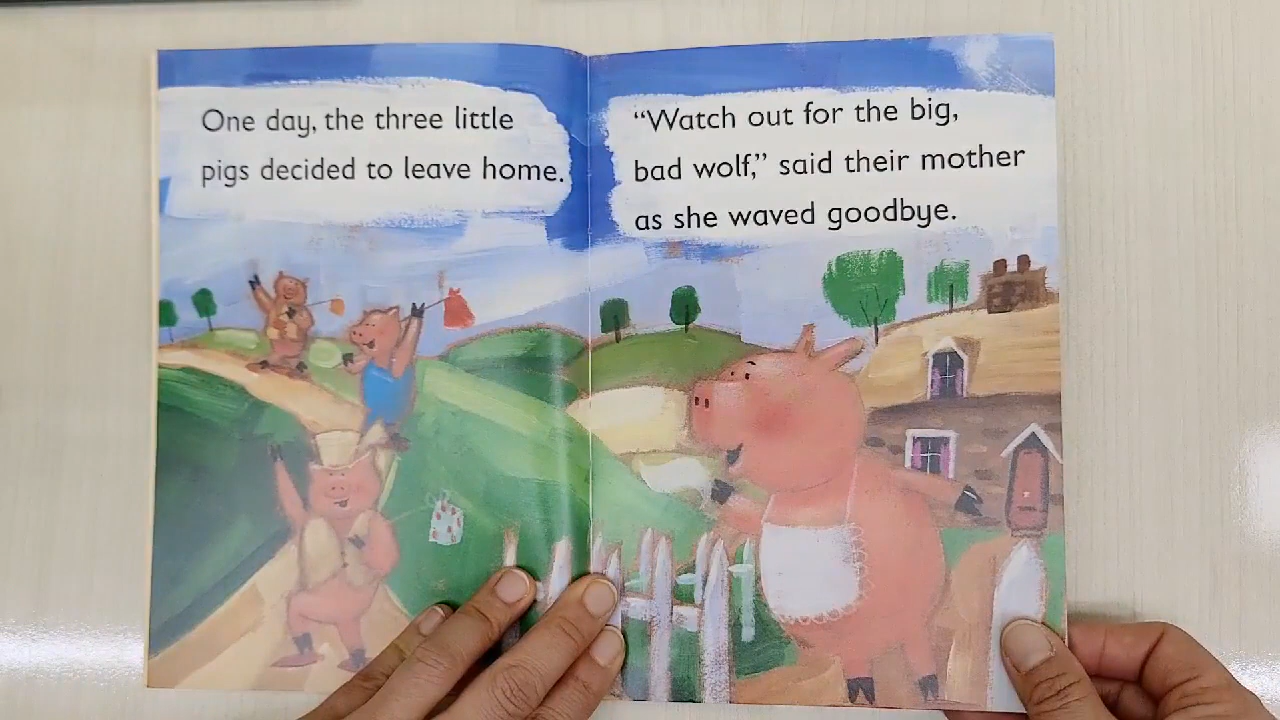 One day, the three little
pigs decided to leave home.
“Watch out for the big,
bad wolf,” said their mother
as she waved goodbye.